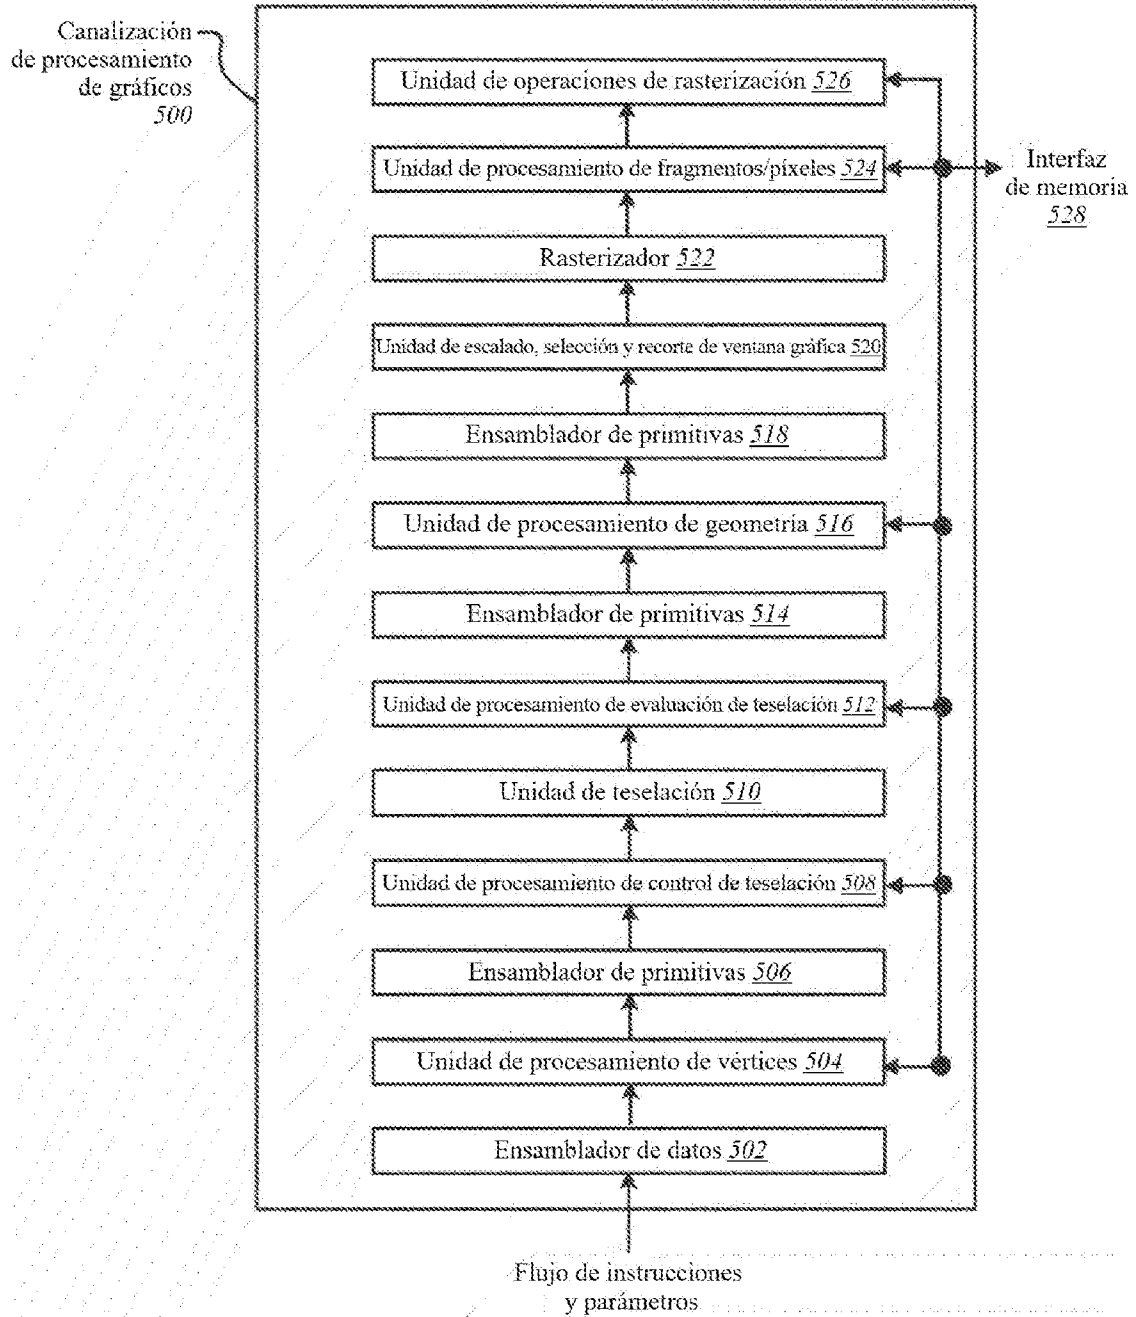 Canalización
de procesamiento
de gráficos
500
Unidad de operaciones de rasterización 526
Unidad de procesamiento de fragmentos/píxeles 524
Interfaz
de memoria
528
Rasterizador 522
Unidad de escalado, selección y recorte de ventana gráfica 520
Ensamblador de primitivas 518
Unidad de procesamiento de geometría 516
Ensamblador de primitivas 514
Unidad de procesamiento de evaluación de teselación 512
Unidad de teselación 510
Unidad de procesamiento de control de teselación 508
Ensamblador de primitivas 506
Unidad de procesamiento de vértices 504
Ensamblador de datos 502
Flujo de instrucciones
y parámetros